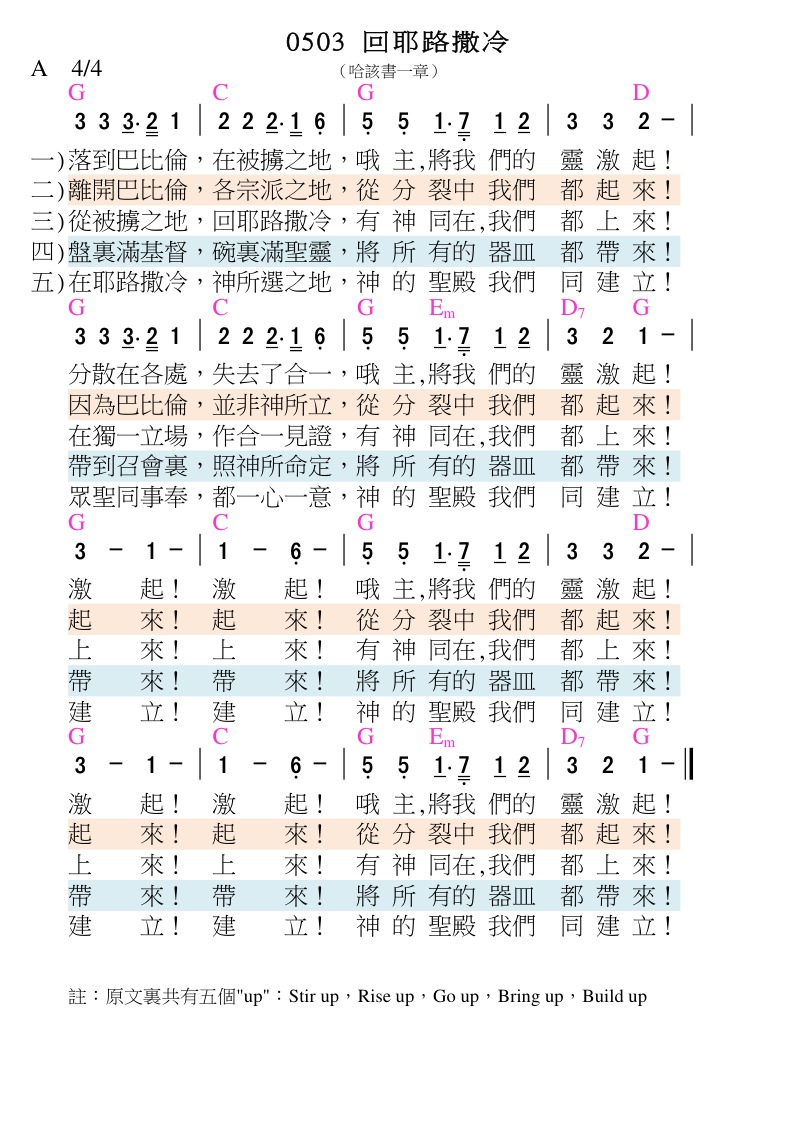 0503 回耶路撒冷
A 4/4
（哈該書一章）
G C G D
3 3 3· 2 1 | 2 2 2· 1 6 | 5 5 1· 7 1 2 | 3 3 2 － |
一)落到巴比倫，在被擄之地，哦 主,將我 們的 靈 激 起！
二)離開巴比倫，各宗派之地，從 分 裂中 我們 都 起 來！
三)從被擄之地，回耶路撒冷，有 神 同在,我們 都 上 來！
四)盤裏滿基督，碗裏滿聖靈，將 所 有的 器皿 都 帶 來！
五)在耶路撒冷，神所選之地，神 的 聖殿 我們 同 建 立！
G C G Em D7 G
3 3 3· 2 1 | 2 2 2· 1 6 | 5 5 1· 7 1 2 | 3 2 1 － |
分散在各處，失去了合一，哦 主,將我 們的 靈 激 起！
因為巴比倫，並非神所立，從 分 裂中 我們 都 起 來！
在獨一立場，作合一見證，有 神 同在,我們 都 上 來！
帶到召會裏，照神所命定，將 所 有的 器皿 都 帶 來！
眾聖同事奉，都一心一意，神 的 聖殿 我們 同 建 立！
G C G D
3 － 1 － | 1 － 6 － | 5 5 1· 7 1 2 | 3 3 2 － |
激 起！ 激 起！ 哦 主,將我 們的 靈 激 起！
起 來！ 起 來！ 從 分 裂中 我們 都 起 來！
上 來！ 上 來！ 有 神 同在,我們 都 上 來！
帶 來！ 帶 來！ 將 所 有的 器皿 都 帶 來！
建 立！ 建 立！ 神 的 聖殿 我們 同 建 立！
G C G Em D7 G
3 － 1 － | 1 － 6 － | 5 5 1· 7 1 2 | 3 2 1 － ‖
激 起！ 激 起！ 哦 主,將我 們的 靈 激 起！
起 來！ 起 來！ 從 分 裂中 我們 都 起 來！
上 來！ 上 來！ 有 神 同在,我們 都 上 來！
帶 來！ 帶 來！ 將 所 有的 器皿 都 帶 來！
建 立！ 建 立！ 神 的 聖殿 我們 同 建 立！
註：原文裏共有五個"up"：Stir up，Rise up，Go up，Bring up，Build up